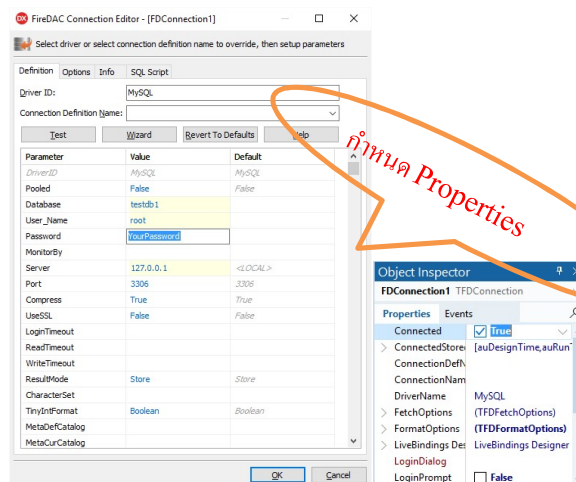 FireDAC Connection Editor - [FDConnection1]
Select driver or select connection definition name to override, then setup parameters
Definition Options Info SQL Script
Driver ID: MySQL
Connection Definition Name:
Test Wizard Revert To Defaults Help
Parameter Value Default
DriverID MySQL MySQL
Pooled False False
Database testdb1
User_Name root
Password YourPassword
MonitorBy
Server 127.0.0.1 <LOCAL>
Port 3306 3306
Compress True True
UseSSL False False
LoginTimeout
ReadTimeout
WriteTimeout
ResultMode Store Store
CharacterSet
TinyIntFormat Boolean Boolean
MetaDefCatalog
MetaCurCatalog
OK Cancel
กำหนด Properties
Object Inspector
FDConnection1 TFDConnection
Properties Events
Connected True
ConnectedStore [auDesignTime,auRunT
ConnectionDefN
ConnectionNam
DriverName MySQL
FetchOptions (TFDFetchOptions)
FormatOptions (TFDFormatOptions)
LiveBindings Des LiveBindings Designer
LoginDialog
LoginPrompt False